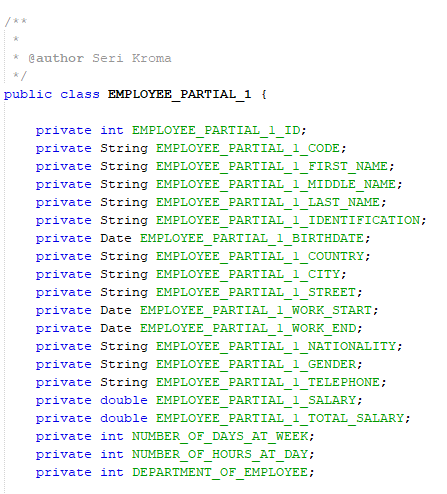 /**
 *
 * @author Seri Kroma
 */
public class EMPLOYEE_PARTIAL_1 {
    private int EMPLOYEE_PARTIAL_1_ID;
    private String EMPLOYEE_PARTIAL_1_CODE;
    private String EMPLOYEE_PARTIAL_1_FIRST_NAME;
    private String EMPLOYEE_PARTIAL_1_MIDDLE_NAME;
    private String EMPLOYEE_PARTIAL_1_LAST_NAME;
    private String EMPLOYEE_PARTIAL_1_IDENTIFICATION;
    private Date EMPLOYEE_PARTIAL_1_BIRTHDATE;
    private String EMPLOYEE_PARTIAL_1_COUNTRY;
    private String EMPLOYEE_PARTIAL_1_CITY;
    private String EMPLOYEE_PARTIAL_1_STREET;
    private Date EMPLOYEE_PARTIAL_1_WORK_START;
    private Date EMPLOYEE_PARTIAL_1_WORK_END;
    private String EMPLOYEE_PARTIAL_1_NATIONALITY;
    private String EMPLOYEE_PARTIAL_1_GENDER;
    private String EMPLOYEE_PARTIAL_1_TELEPHONE;
    private double EMPLOYEE_PARTIAL_1_SALARY;
    private double EMPLOYEE_PARTIAL_1_TOTAL_SALARY;
    private int NUMBER_OF_DAYS_AT_WEEK;
    private int NUMBER_OF_HOURS_AT_DAY;
    private int DEPARTMENT_OF_EMPLOYEE;